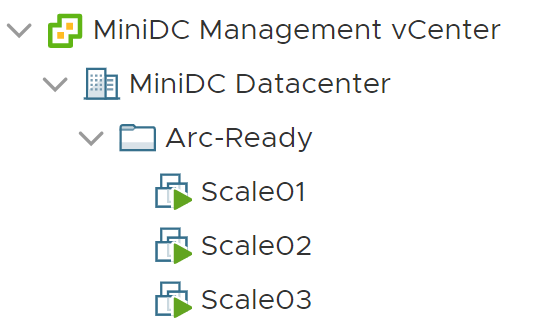 MiniDC Management vCenter
MiniDC Datacenter
Arc-Ready
Scale01
Scale02
Scale03